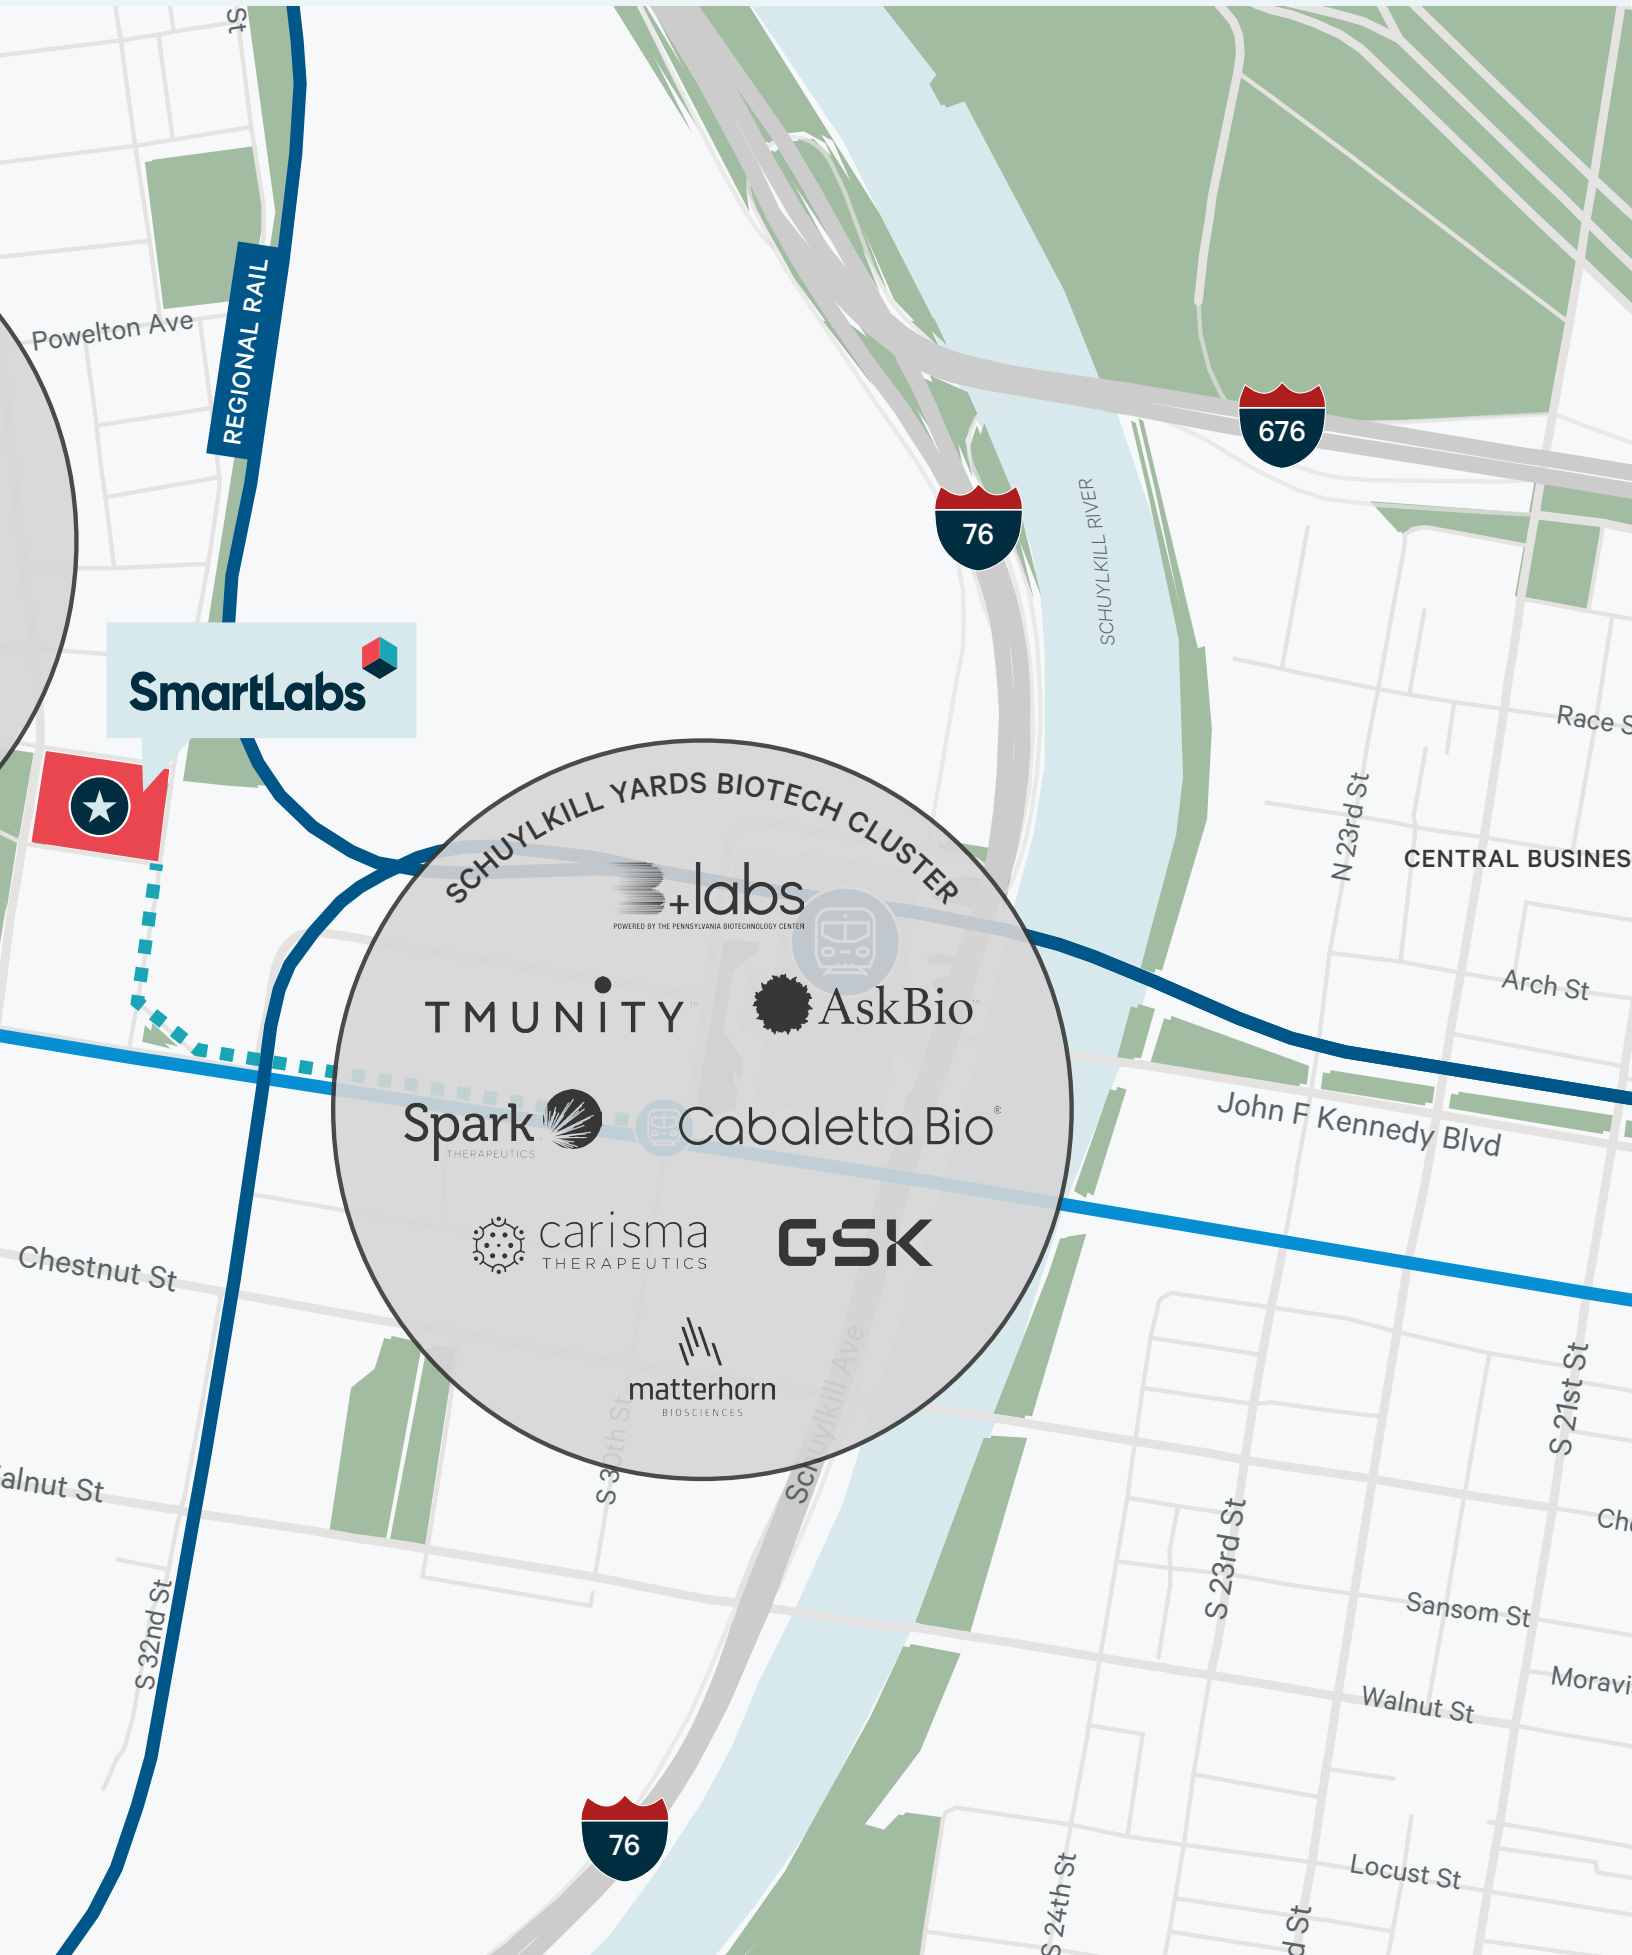 St
REGIONAL RAIL
Powelton Ave
676
76
SCHUYLKILL RIVER
SmartLabs
Race S
N 23rd St
CENTRAL BUSINES
SCHUYLKILL YARDS BIOTECH CLUSTER
B+labs
POWERED BY THE PENNSYLVANIA BIOTECHNOLOGY CENTER
TMUNITY
AskBio
Arch St
Spark
THERAPEUTICS
Cabaletta Bio®
John F Kennedy Blvd
carisma
THERAPEUTICS
GSK
Chestnut St
matterhorn
BIOSCIENCES
S 30th St
Schuylkill Ave
S 21st St
alnut St
S 23rd St
Che
S 32nd St
Sansom St
Moravi
Walnut St
76
Locust St
S 24th St
d St